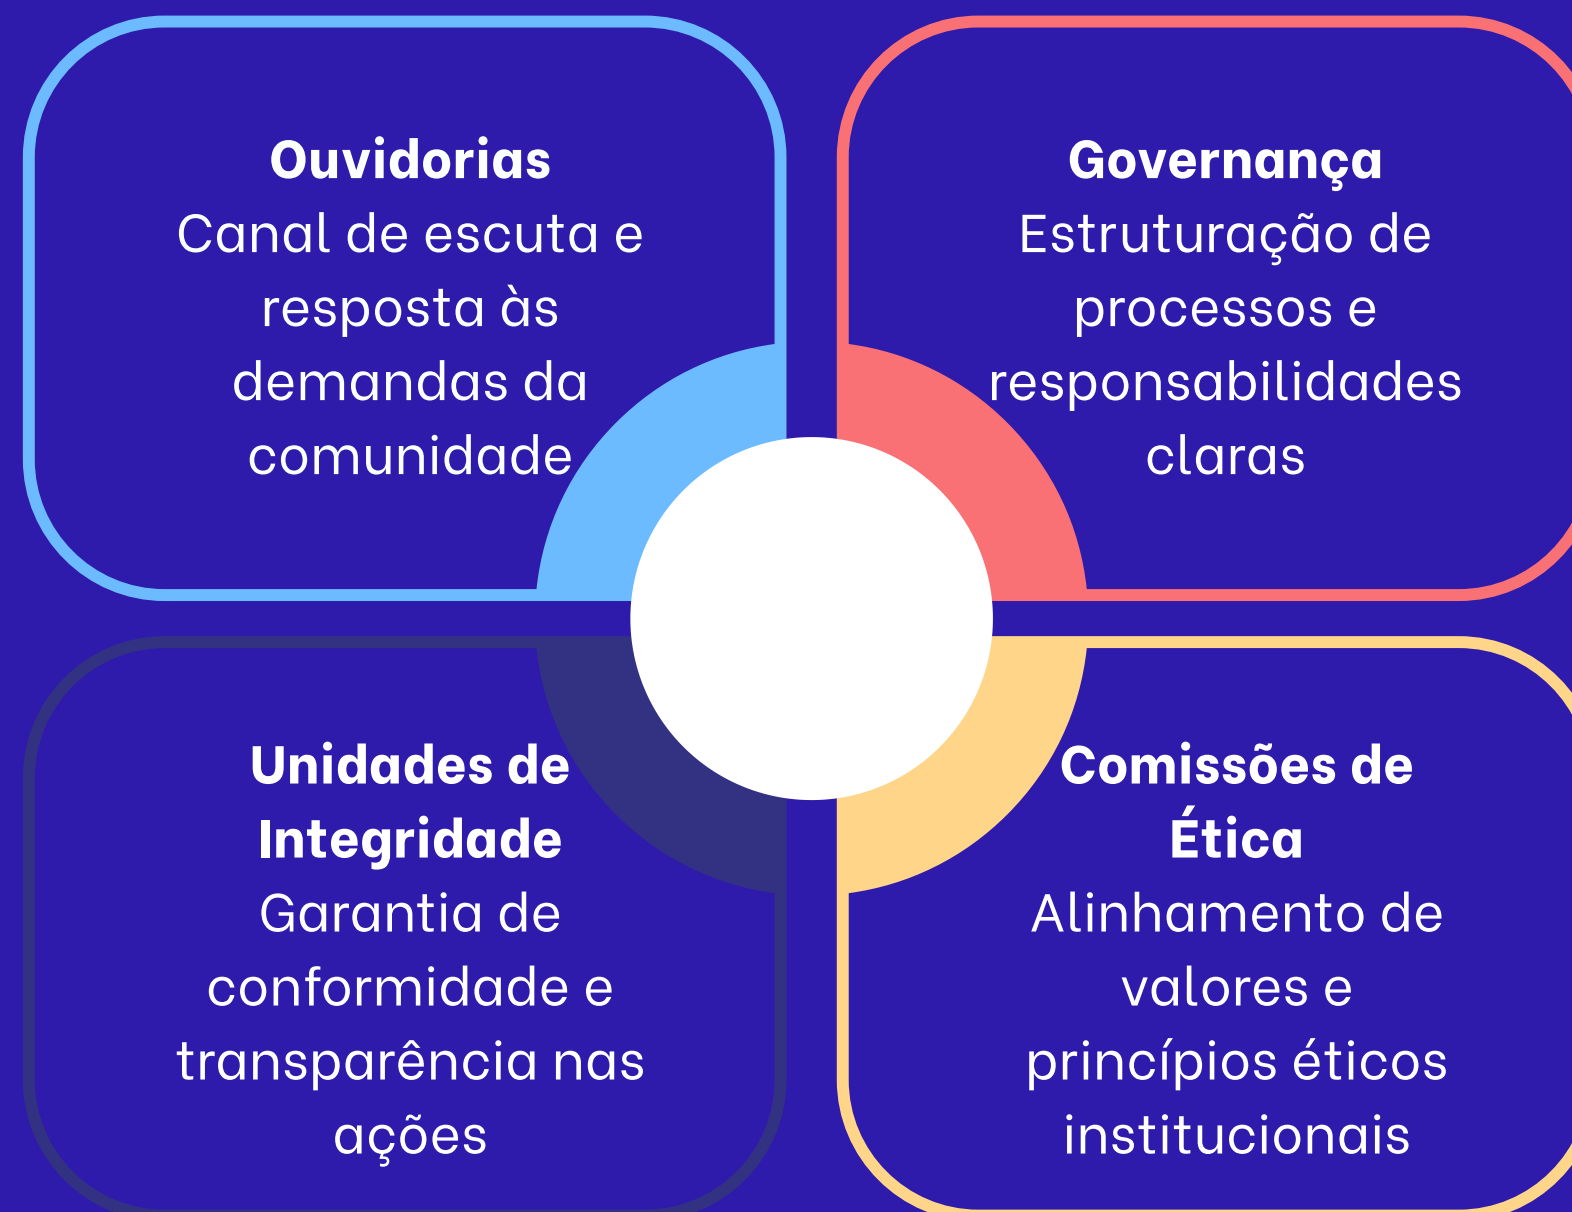 Ouvidorias
Canal de escuta e
resposta às
demandas da
comunidade
Governança
Estruturação de
processos e
responsabilidades
claras
Unidades de
Integridade
Garantia de
conformidade e
transparência nas
ações
Comissões de
Ética
Alinhamento de
valores e
princípios éticos
institucionais